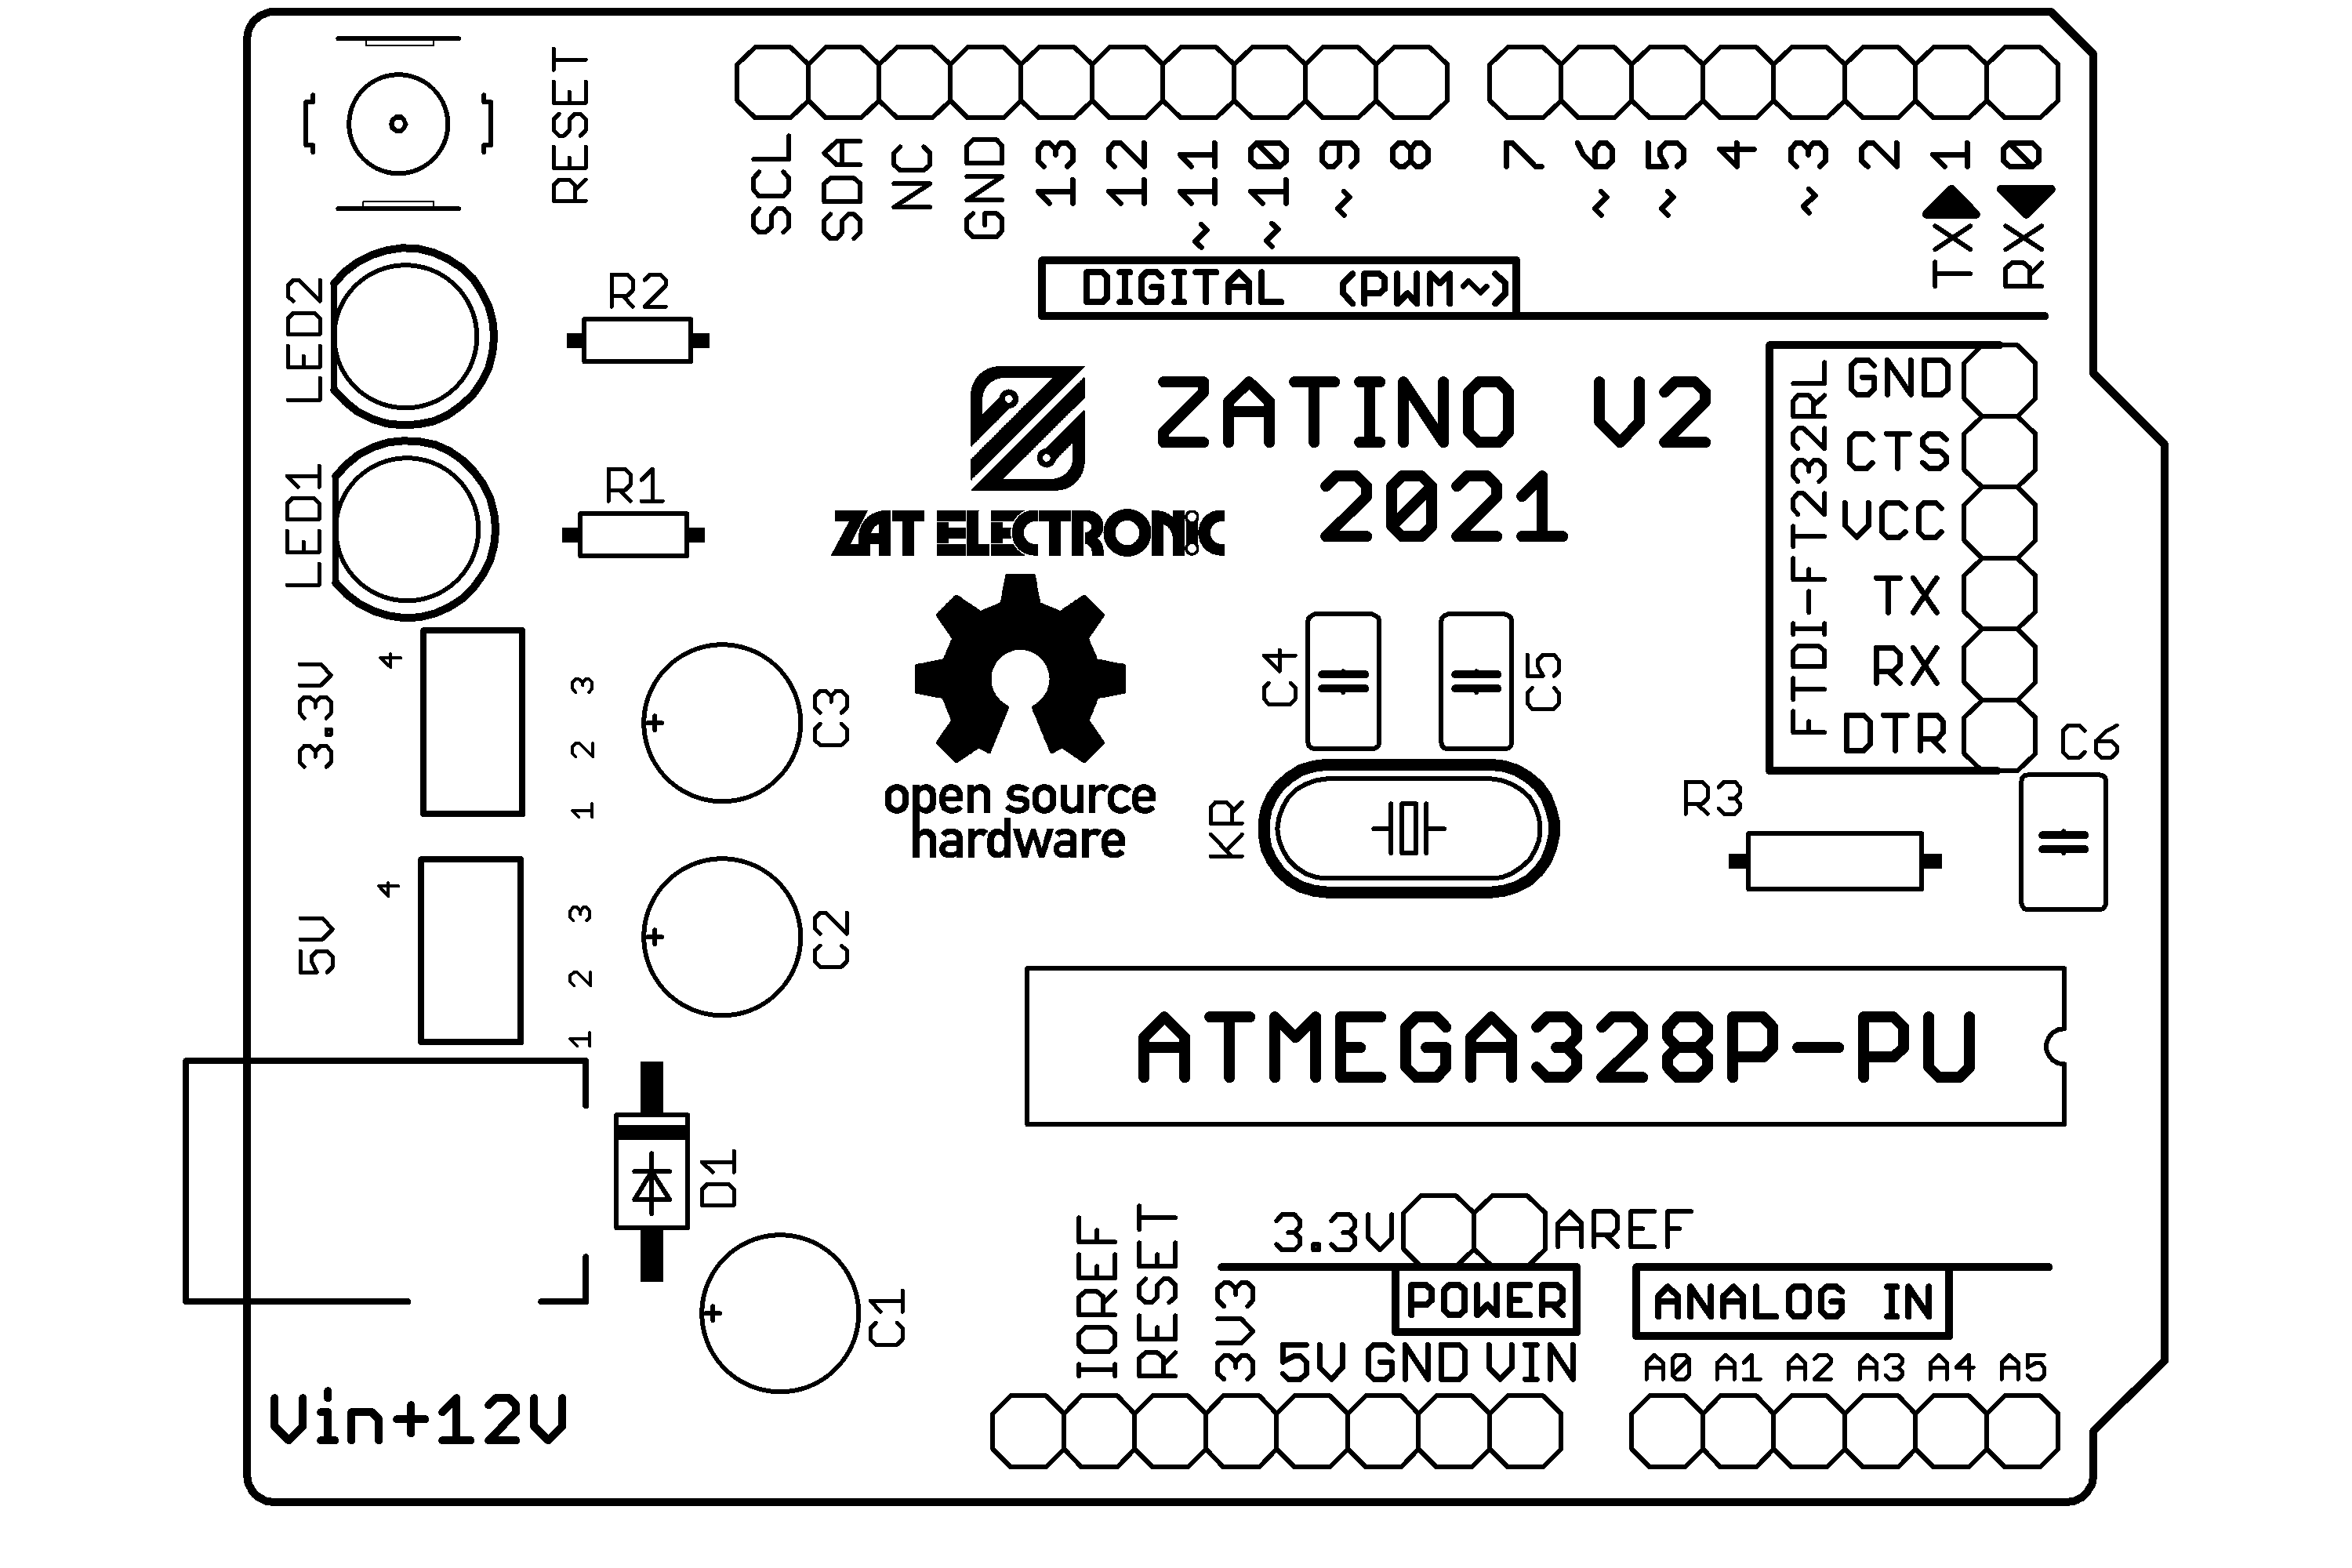 RESET
SCL
SDA
NC
GND
13
12
~11
~10
~9
8
7
~6
~5
4
~3
2
TX 1
RX 0
DIGITAL (PWM~)
LED2
R2
LED1
R1
ZATINO V2
2021
ZAT ELECTRONIC
open source
hardware
FTDI-FT232RL
GND
CTS
VCC
TX
RX
DTR
3.3V
4
3
2
1
C3
C4
C5
KR
R3
C6
5V
4
3
2
1
C2
ATMEGA328P-PU
D1
C1
Vin+12V
3.3V
AREF
POWER
ANALOG IN
IOREF
RESET
3V3
5V GND VIN
A0 A1 A2 A3 A4 A5